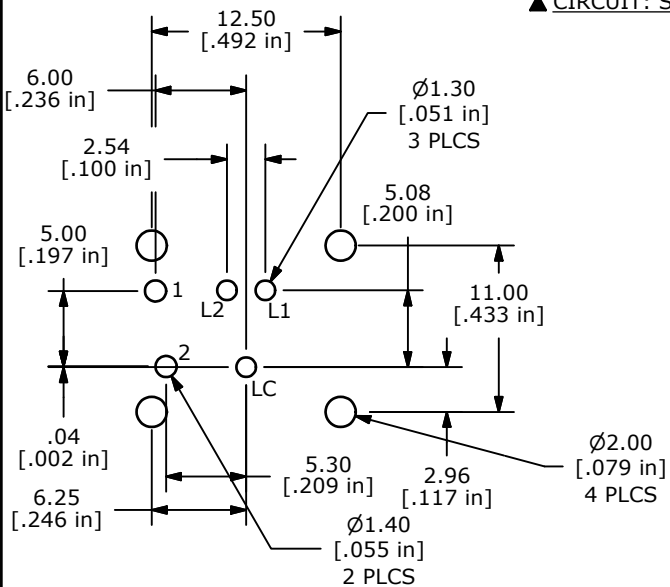 ▲ CIRCUIT: S
12.50
[.492 in]
6.00
[.236 in]
Ø1.30
[.051 in]
3 PLCS
2.54
[.100 in]
5.08
[.200 in]
5.00
[.197 in]
1
L2
L1
11.00
[.433 in]
2
LC
.04
[.002 in]
5.30
[.209 in]
2.96
[.117 in]
Ø2.00
[.079 in]
4 PLCS
6.25
[.246 in]
Ø1.40
[.055 in]
2 PLCS